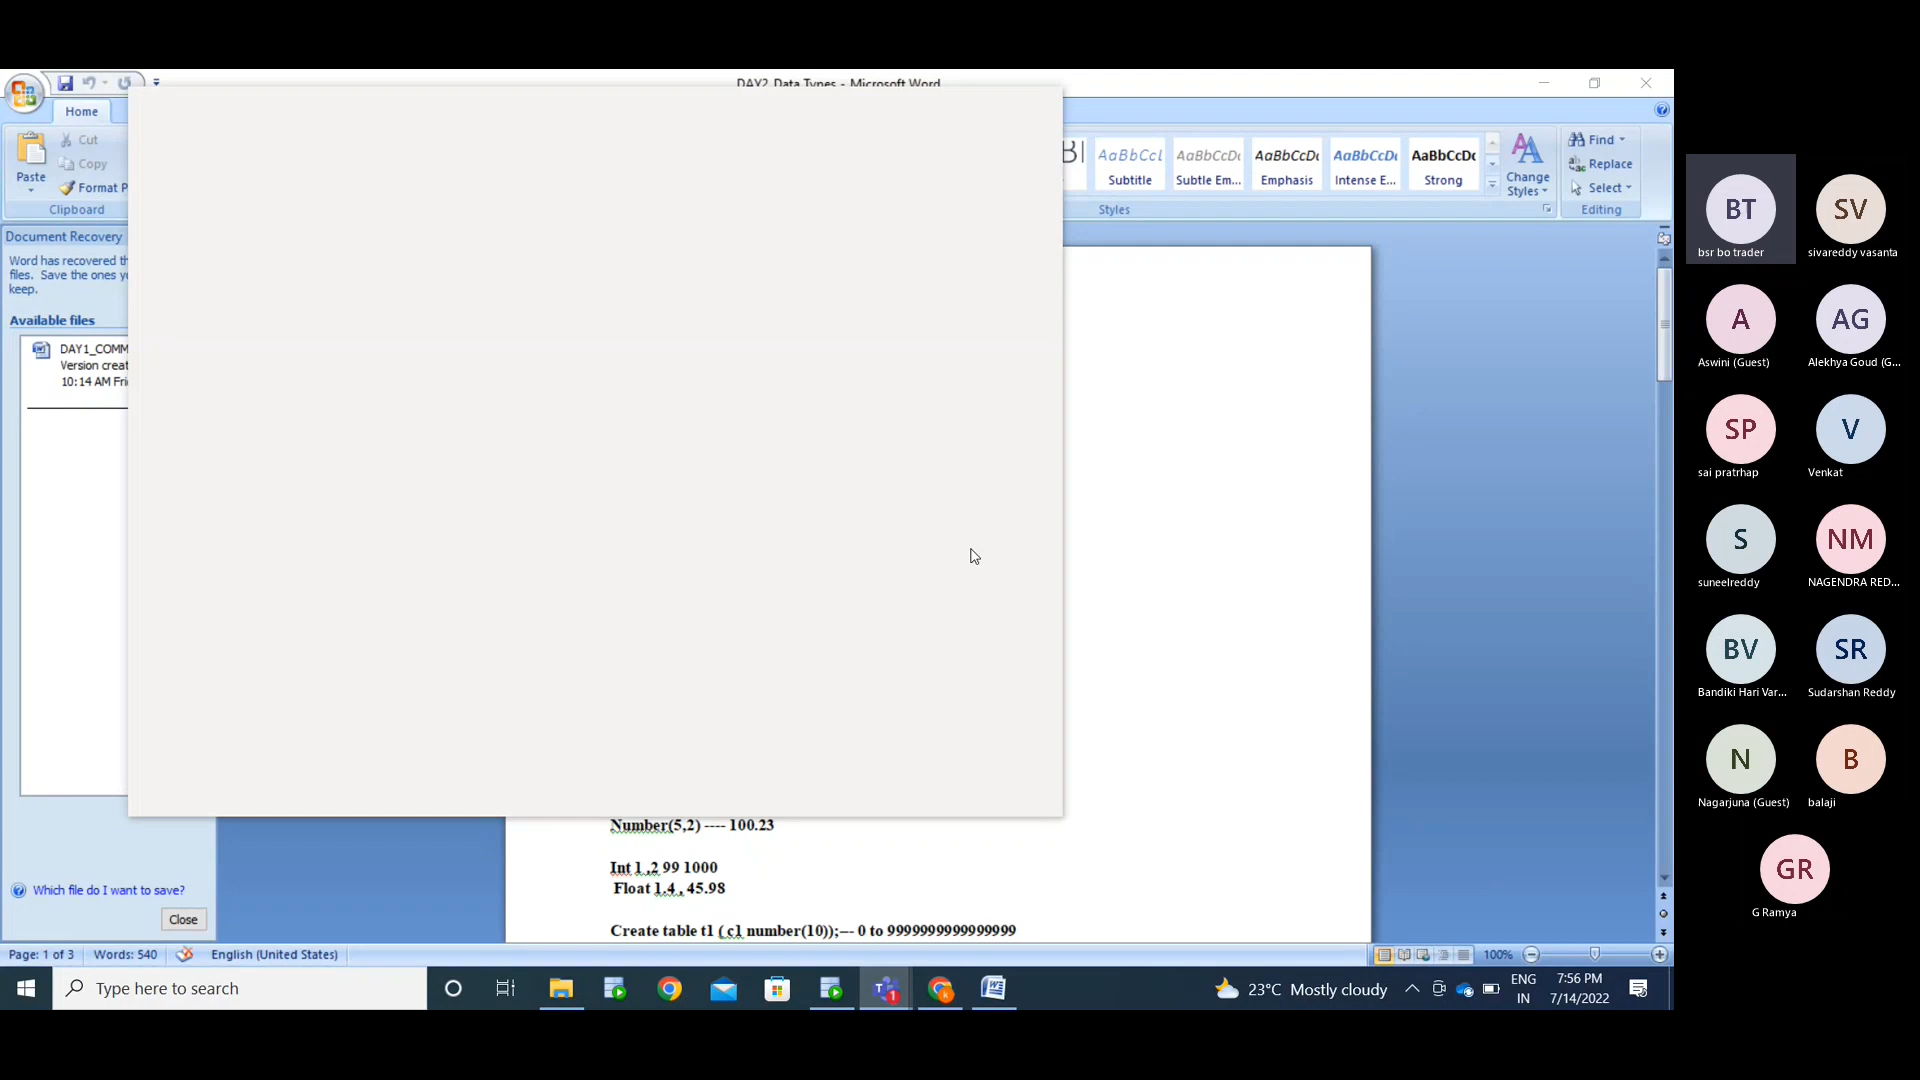 DAY2_Data Types - Microsoft Word
Home
Cut
Copy
Format P
Paste
Clipboard
AaBbCcL
Subtitle
AaBbCcDc
Subtle Em...
AaBbCcDc
Emphasis
AaBbCcDc
Intense E...
AaBbCcDc
Strong
Change
Styles
Styles
Find
Replace
Select
Editing
Document Recovery
Word has recovered th
files. Save the ones y
keep.
Available files
DAY1_COMM
Version creat
10:14 AM Fri
Which file do I want to save?
Close
Number(5,2) ---- 100.23
Int 1 ,2 99 1000
Float 1.4 , 45.98
Create table t1 ( c1 number(10));--- 0 to 9999999999999999
Page: 1 of 3
Words: 540
English (United States)
100%
Type here to search
23°C Mostly cloudy
ENG
IN
7:56 PM
7/14/2022
BT
bsr bo trader
SV
sivareddy vasanta
A
Aswini (Guest)
AG
Alekhya Goud (G...
SP
sai pratrhap
V
Venkat
S
suneelreddy
NM
NAGENDRA RED...
BV
Bandiki Hari Var...
SR
Sudarshan Reddy
N
Nagarjuna (Guest)
B
balaji
GR
G Ramya